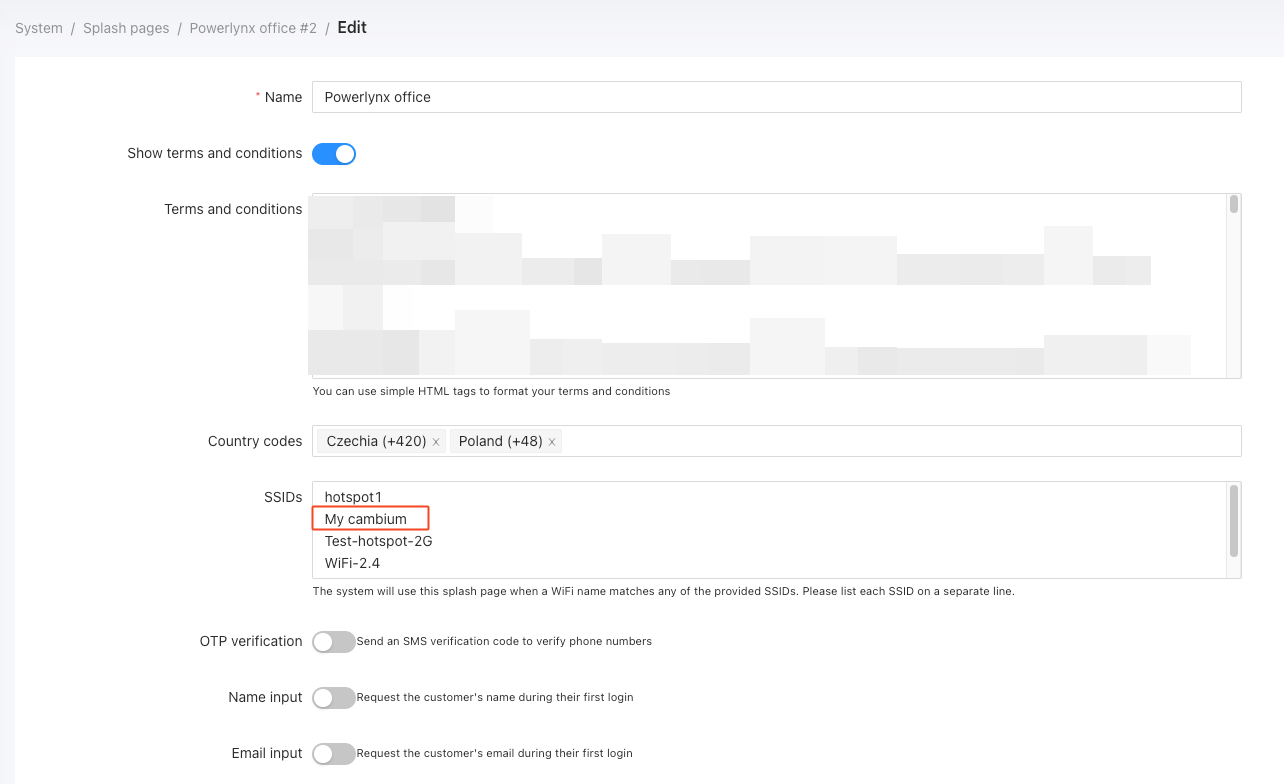 System / Splash pages / Powerlynx office #2 / Edit
* Name Powerlynx office
Show terms and conditions
Terms and conditions
You can use simple HTML tags to format your terms and conditions
Country codes Czechia (+420) x Poland (+48) x
SSIDs hotspot1
My cambium
Test-hotspot-2G
WiFi-2.4
The system will use this splash page when a WiFi name matches any of the provided SSIDs. Please list each SSID on a separate line.
OTP verification Send an SMS verification code to verify phone numbers
Name input Request the customer's name during their first login
Email input Request the customer's email during their first login